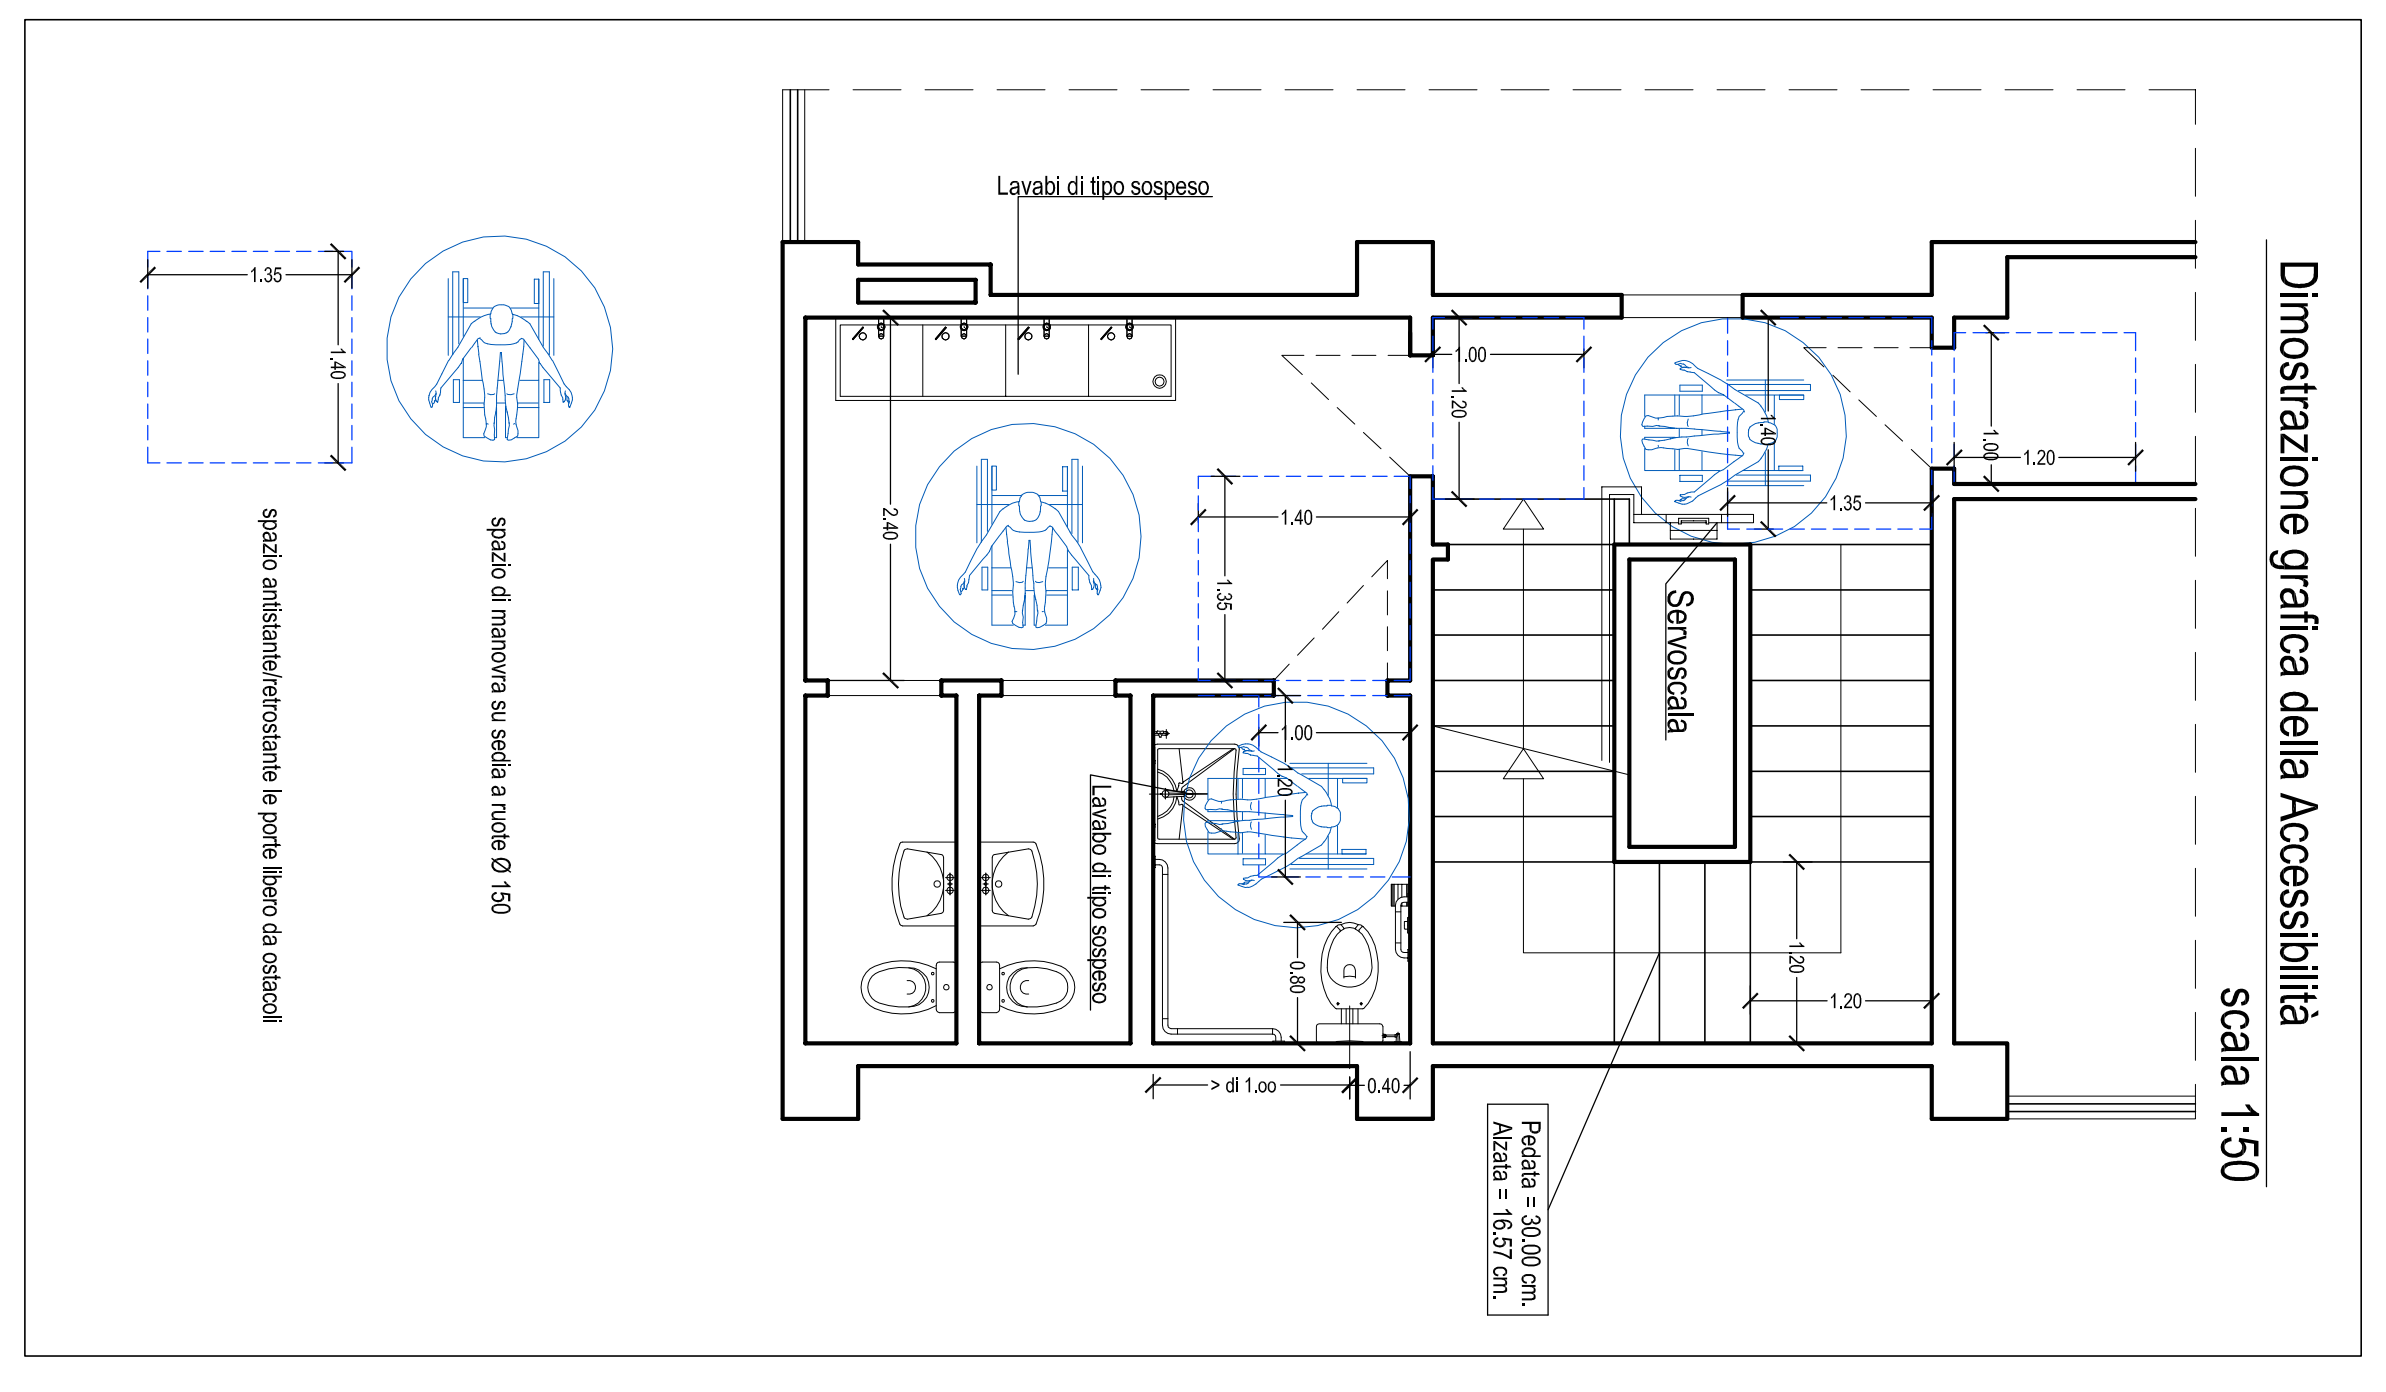 Dimostrazione grafica della Accessibilità
scala 1:50
Lavabi di tipo sospeso
1.35
1.40
spazio di manovra su sedia a ruote Ø 150
spazio antistante/retrostante le porte libero da ostacoli
2.40
1.40
1.35
1.00
1.20
1.40
1.35
1.00
1.20
Servoscala
1.00
1.20
Lavabo di tipo sospeso
0.80
1.20
1.20
> di 1.oo
0.40
Pedata = 30.00 cm.
Alzata = 16.57 cm.